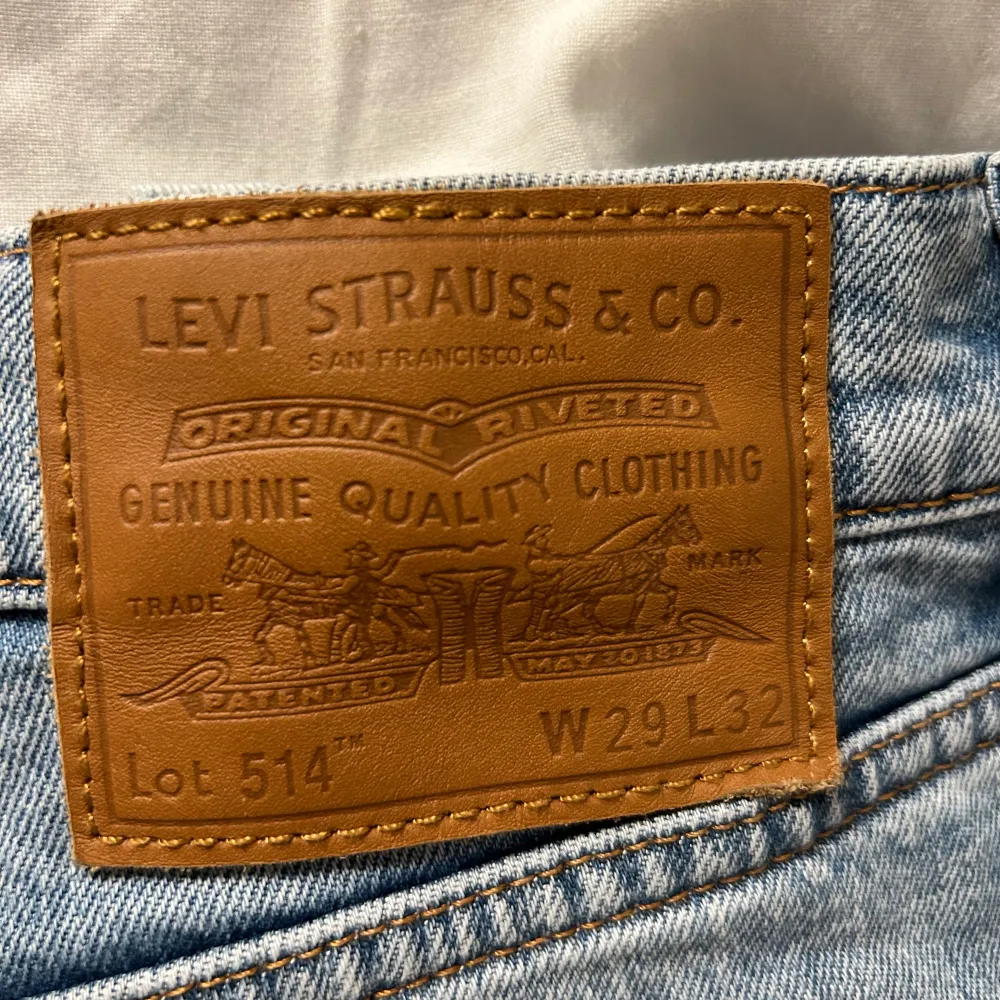 LEVI STRAUSS & CO.
SAN FRANCISCO, CAL.
ORIGINAL RIVETED
GENUINE QUALITY CLOTHING
TRADE MARK
PATENTED MAY 20 1873
Lot 514™ W 29 L 32